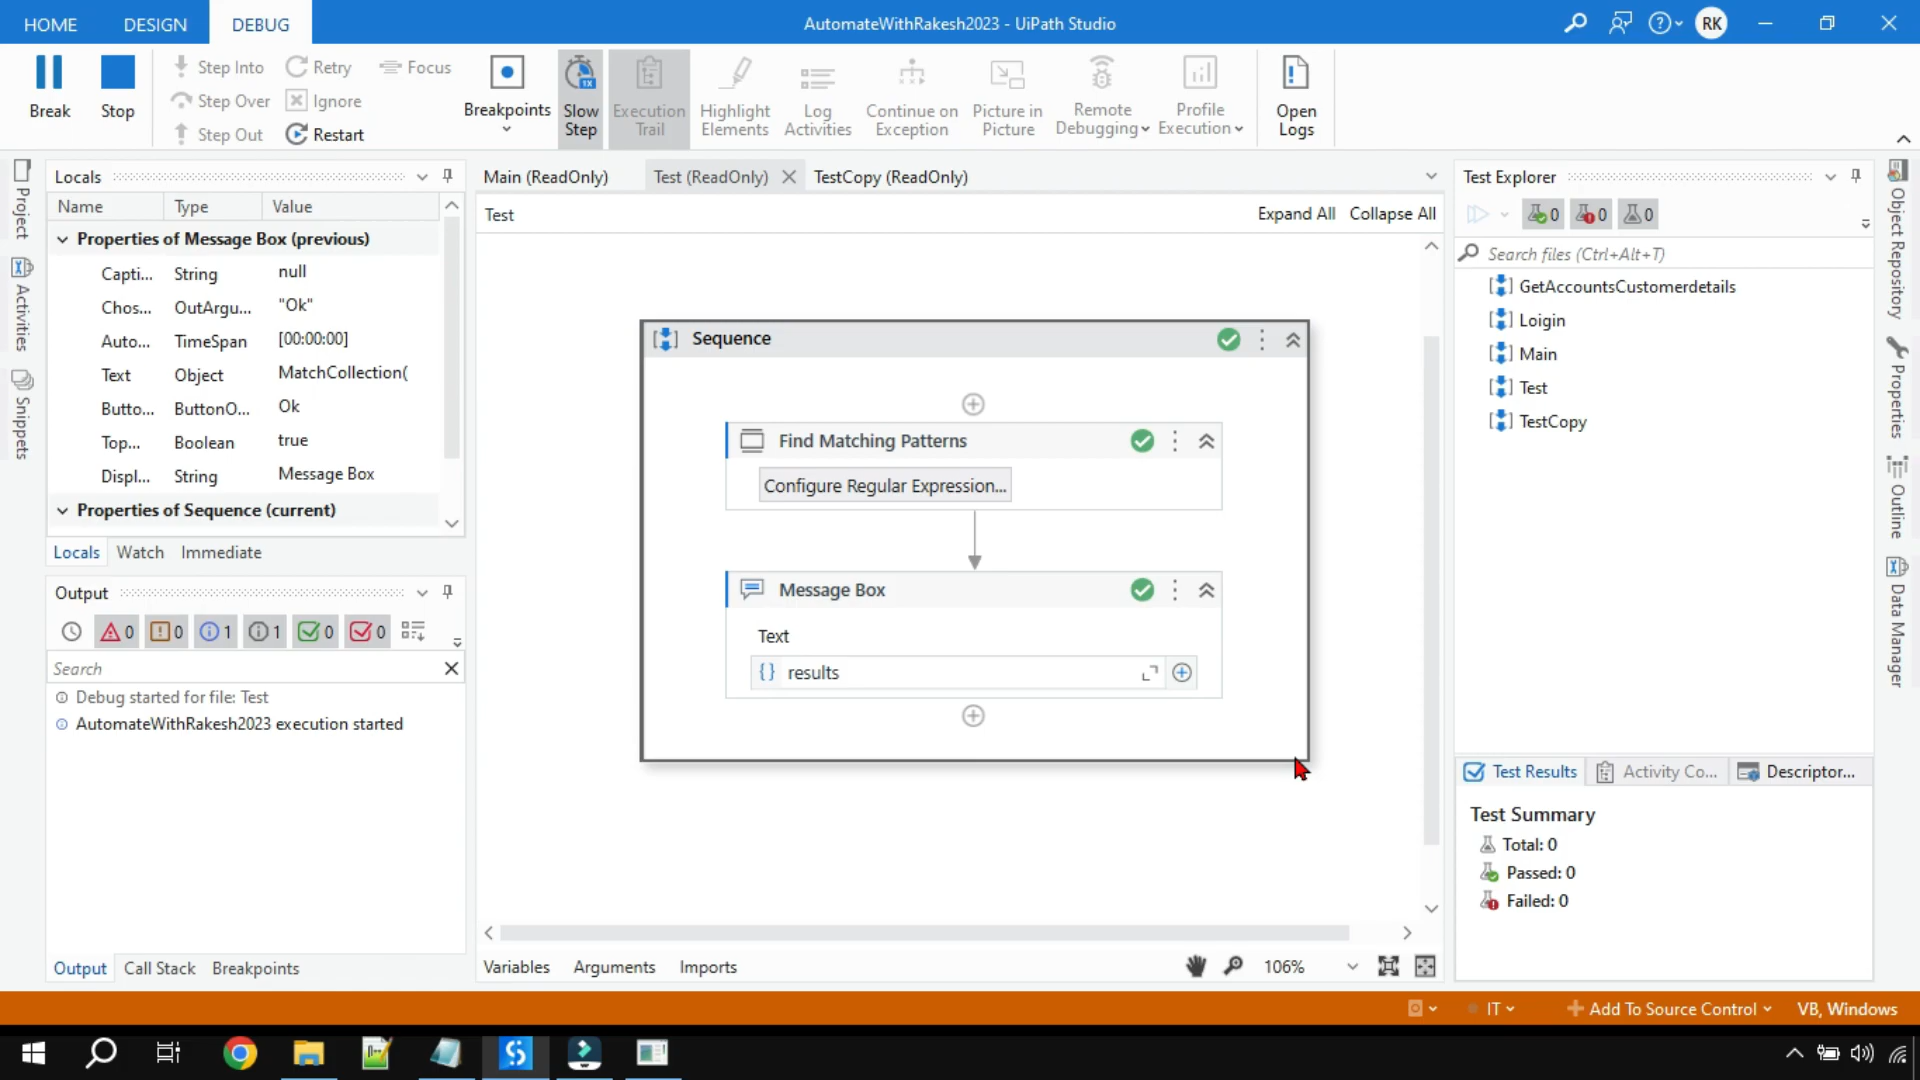 HOME
DESIGN
DEBUG
AutomateWithRakesh2023 - UiPath Studio
RK
Break
Stop
Step Into
Step Over
Step Out
Retry
Ignore
Restart
Focus
Breakpoints
Slow
Step
1X
Execution
Trail
Highlight
Elements
Log
Activities
Continue on
Exception
Picture in
Picture
Remote
Debugging
Profile
Execution
Open
Logs
Project
Activities
Snippets
Locals
Name Type Value
Properties of Message Box (previous)
Capti... String null
Chos... OutArgu... "Ok"
Auto... TimeSpan [00:00:00]
Text Object MatchCollection(
Butto... ButtonO... Ok
Top... Boolean true
Displ... String Message Box
Properties of Sequence (current)
Locals Watch Immediate
Output
0 0 1 1 0 0
Search
Debug started for file: Test
AutomateWithRakesh2023 execution started
Output Call Stack Breakpoints
Main (ReadOnly)
Test (ReadOnly)
TestCopy (ReadOnly)
Test
Expand All Collapse All
Sequence
Find Matching Patterns
Configure Regular Expression...
Message Box
Text
results
Variables Arguments Imports
106%
Test Explorer
0 0 0
Search files (Ctrl+Alt+T)
GetAccountsCustomerdetails
Loigin
Main
Test
TestCopy
Test Results
Activity Co...
Descriptor...
Test Summary
Total: 0
Passed: 0
Failed: 0
Object Repository
Properties
Outline
Data Manager
IT
Add To Source Control
VB, Windows